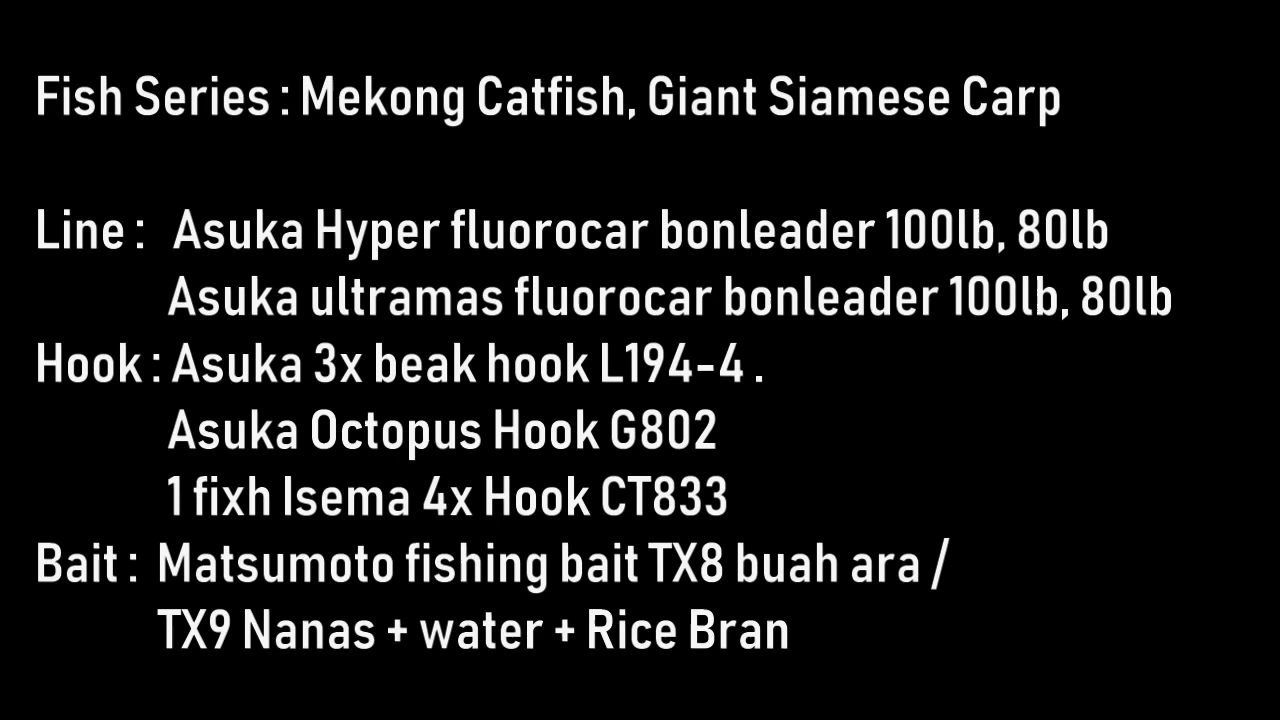 Fish Series : Mekong Catfish, Giant Siamese Carp
Line : Asuka Hyper fluorocar bonleader 100lb, 80lb
Asuka ultramas fluorocar bonleader 100lb, 80lb
Hook : Asuka 3x beak hook L194-4 .
Asuka Octopus Hook G802
1 fixh Isema 4x Hook CT833
Bait : Matsumoto fishing bait TX8 buah ara /
TX9 Nanas + water + Rice Bran